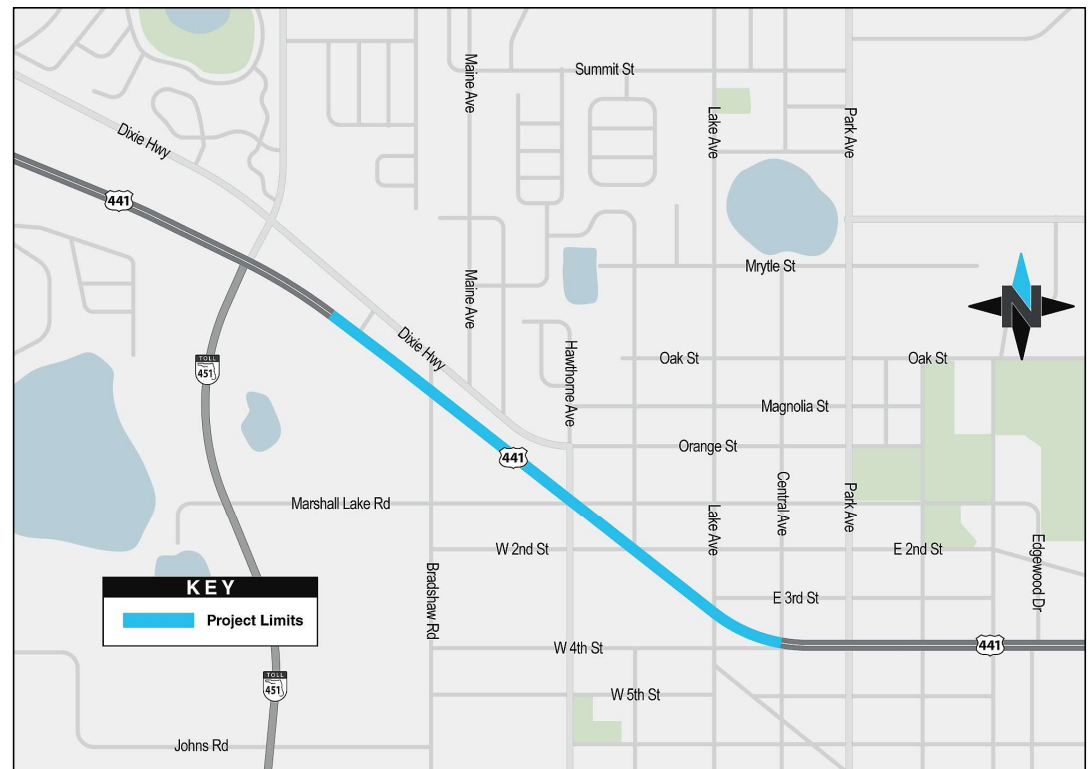 Summit St
Maine Ave
Lake Ave
Park Ave
Dixie Hwy
441
Mrytle St
Maine Ave
N
Dixie Hwy
Hawthorne Ave
Oak St
Oak St
TOLL
451
Magnolia St
Orange St
441
Marshall Lake Rd
Central Ave
Park Ave
Lake Ave
W 2nd St
E 2nd St
Edgewood Dr
Bradshaw Rd
KEY
Project Limits
E 3rd St
W 4th St
441
TOLL
451
W 5th St
Johns Rd